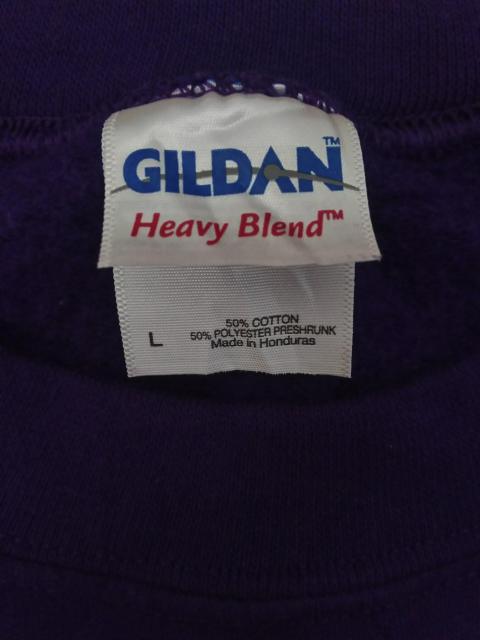 GILDAN™
Heavy Blend™
L
50% COTTON
50% POLYESTER PRESHRUNK
Made in Honduras